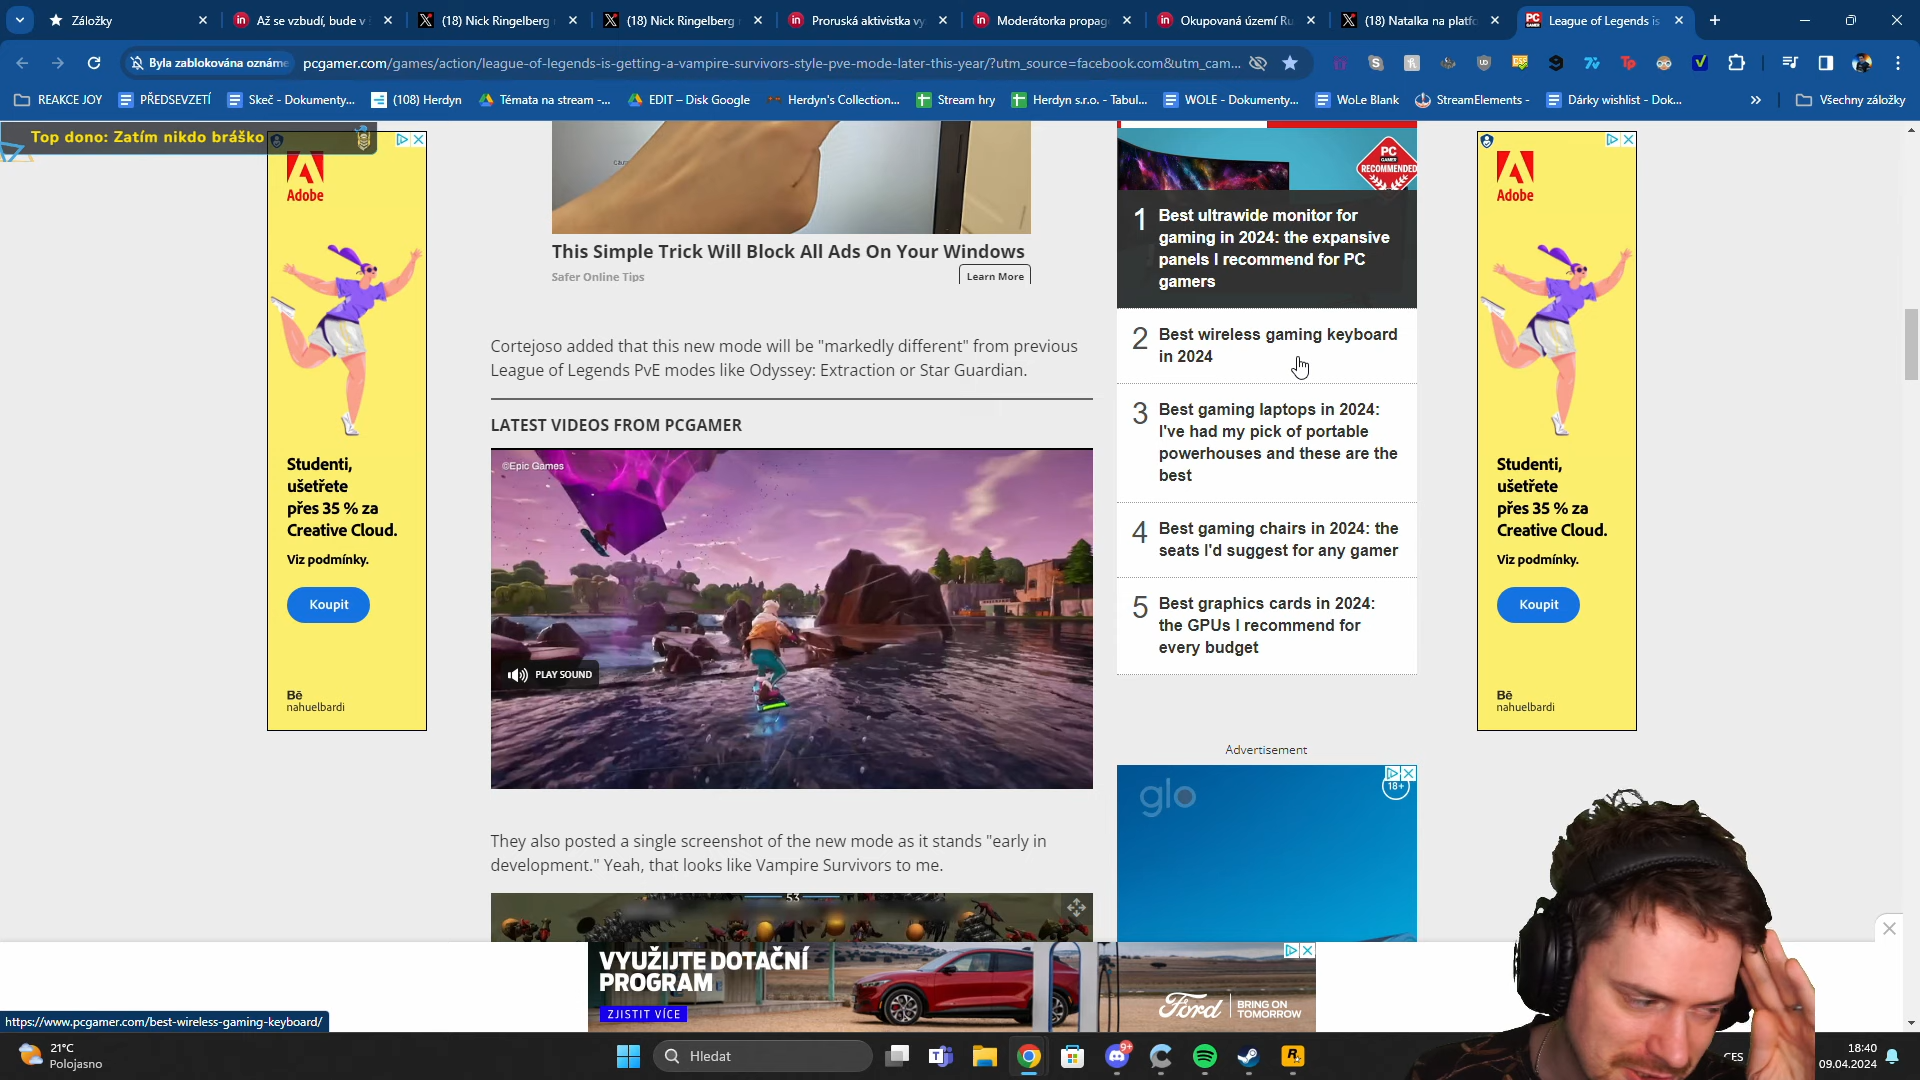 Záložky
Až se vzbudí, bude v
(18) Nick Ringelberg
(18) Nick Ringelberg
Proruská aktivistka vy
Moderátorka propag
Okupovaná území Ru
(18) Natalka na platfo
League of Legends is
Byla zablokována oznáme
pcgamer.com/games/action/league-of-legends-is-getting-a-vampire-survivors-style-pve-mode-later-this-year/?utm_source=facebook.com&utm_cam...
REAKCE JOY
PŘEDSEVZETÍ
Skeč - Dokumenty...
(108) Herdyn
Témata na stream -...
EDIT – Disk Google
Herdyn's Collection...
Stream hry
Herdyn s.r.o. - Tabul...
WOLE - Dokumenty...
WoLe Blank
StreamElements -
Dárky wishlist - Dok...
»
Všechny záložky
Top dono: Zatím nikdo bráško
Adobe
Studenti,
ušetřete
přes 35 % za
Creative Cloud.
Viz podmínky.
Koupit
Bē
nahuelbardi
This Simple Trick Will Block All Ads On Your Windows
Safer Online Tips
Learn More
Cortejoso added that this new mode will be "markedly different" from previous
League of Legends PvE modes like Odyssey: Extraction or Star Guardian.
LATEST VIDEOS FROM PCGAMER
©Epic Games
PLAY SOUND
They also posted a single screenshot of the new mode as it stands "early in
development." Yeah, that looks like Vampire Survivors to me.
53
PC
GAMER
RECOMMENDED
1 Best ultrawide monitor for
gaming in 2024: the expansive
panels I recommend for PC
gamers
2 Best wireless gaming keyboard
in 2024
3 Best gaming laptops in 2024:
I've had my pick of portable
powerhouses and these are the
best
4 Best gaming chairs in 2024: the
seats I'd suggest for any gamer
5 Best graphics cards in 2024:
the GPUs I recommend for
every budget
Advertisement
glo
18+
Adobe
Studenti,
ušetřete
přes 35 % za
Creative Cloud.
Viz podmínky.
Koupit
Bē
nahuelbardi
VYUŽIJTE DOTAČNÍ
PROGRAM
ZJISTIT VÍCE
Ford
BRING ON
TOMORROW
https://www.pcgamer.com/best-wireless-gaming-keyboard/
21°C
Polojasno
Hledat
9+
CES
18:40
09.04.2024